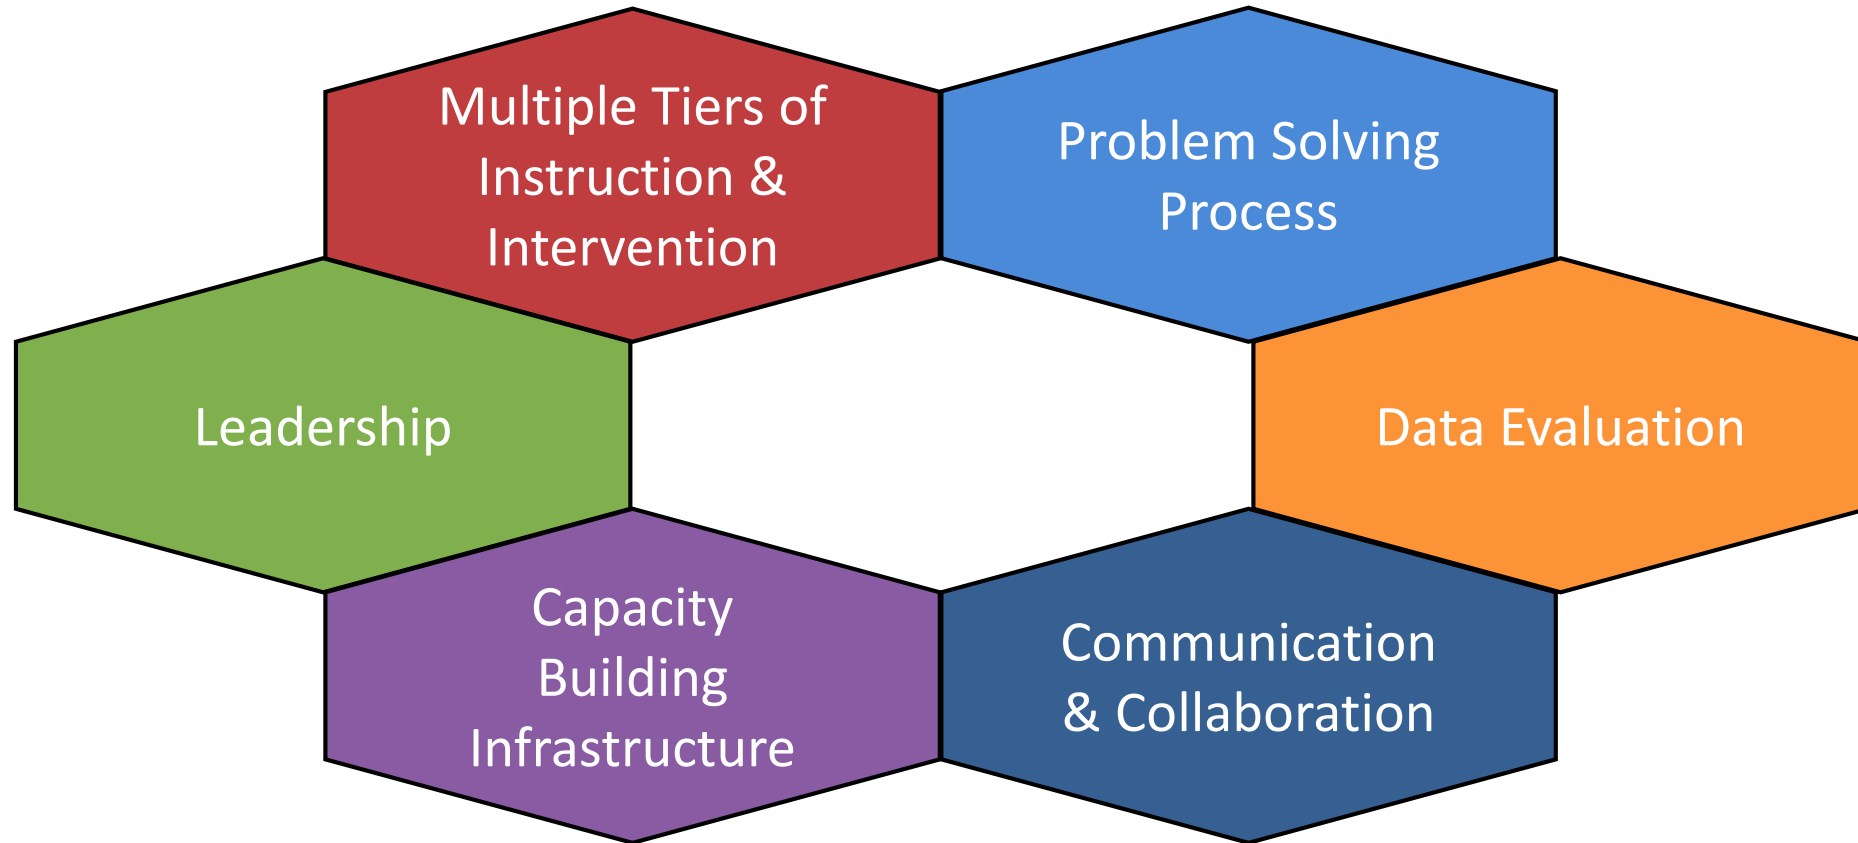 Multiple Tiers of
Instruction &
Intervention
Problem Solving
Process
Leadership
Data Evaluation
Capacity
Building
Infrastructure
Communication
& Collaboration